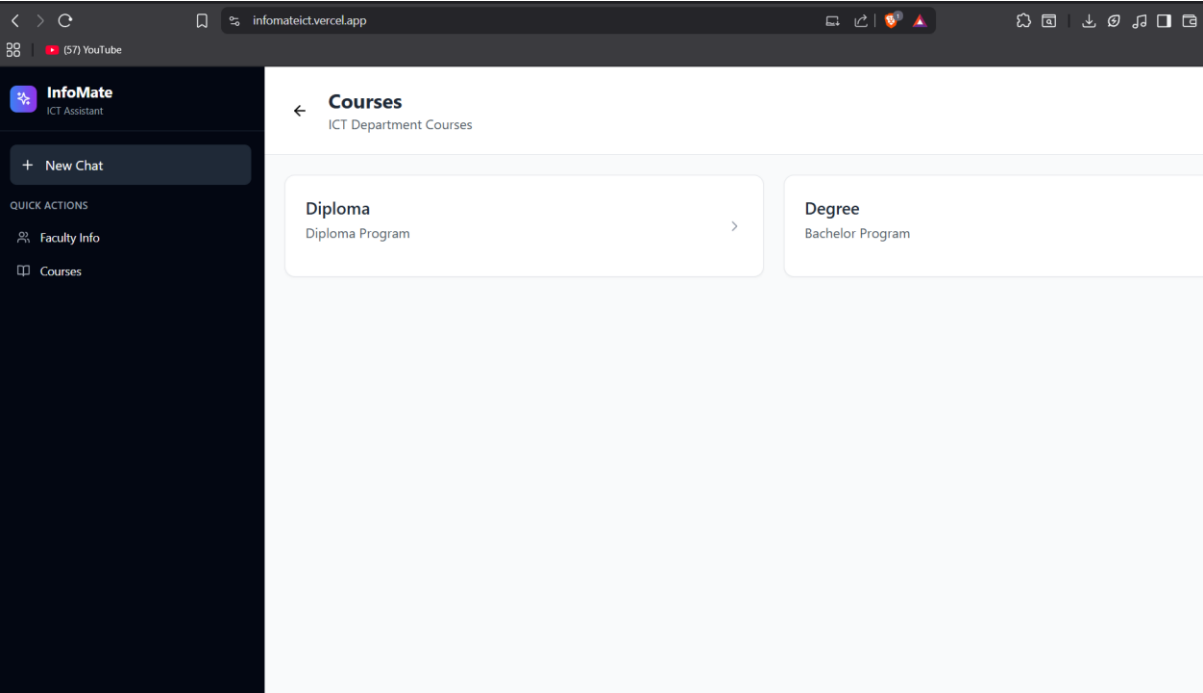 infomateict.vercel.app
(57) YouTube
InfoMate
ICT Assistant
New Chat
QUICK ACTIONS
Faculty Info
Courses
Courses
ICT Department Courses
Diploma
Diploma Program
Degree
Bachelor Program